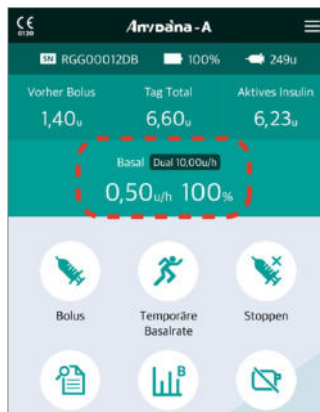 CE
0130
Anydana-A
SN RGG00012DB 100% 249u
Vorher Bolus Tag Total Aktives Insulin
1,40u 6,60u 6,23u
Basal Dual 10,00u/h
0,50u/h 100%
Bolus Temporäre Basalrate Stoppen
B